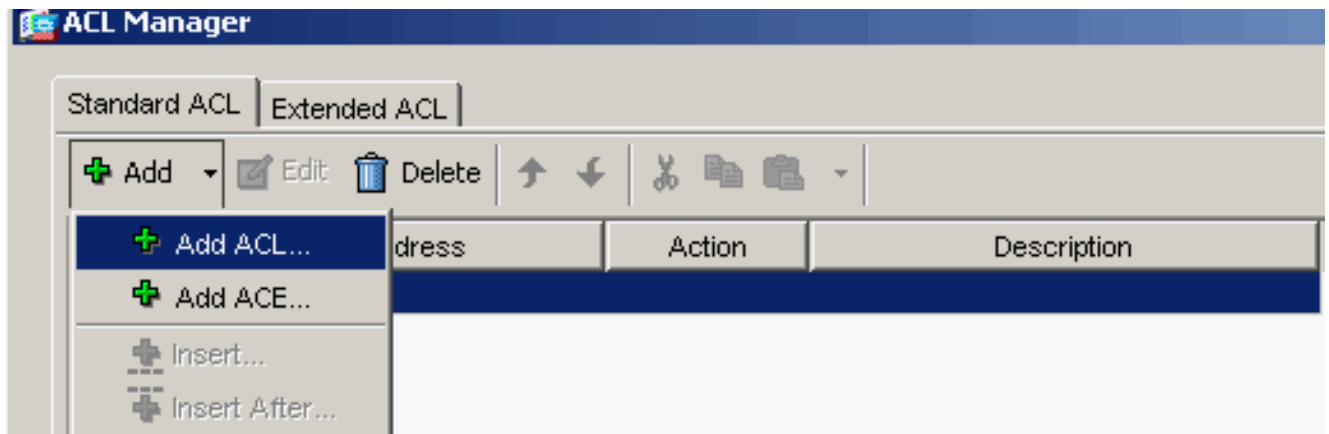 ACL Manager
Standard ACL Extended ACL
Add Edit Delete
Add ACL... dress Action Description
Add ACE...
Insert...
Insert After...